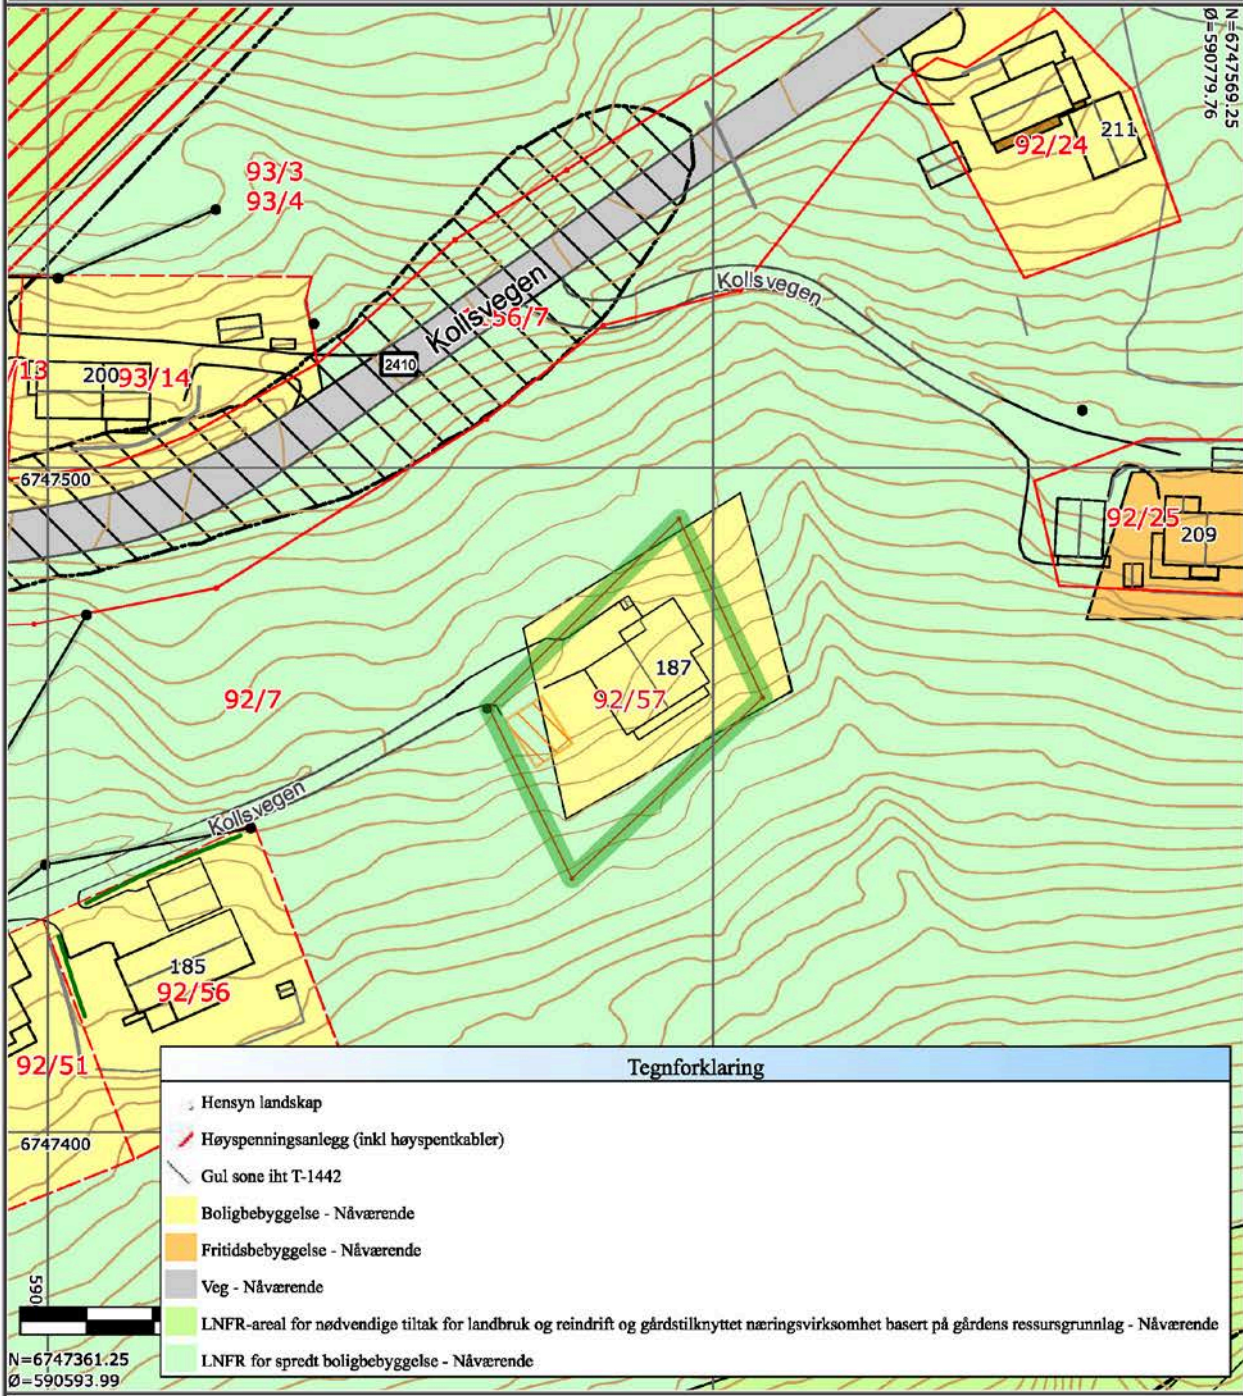 N=6747569.25
Ø=590779.76
211
92/24
93/3
93/4
Kollsvegen
Kollsvegen
156/7
2410
/13
200
93/14
6747500
92/25
209
187
92/57
92/7
Kollsvegen
185
92/56
92/51
6747400
590
Tegnforklaring
Hensyn landskap
Høyspenningsanlegg (inkl høyspentkabler)
Gul sone iht T-1442
Boligbebyggelse - Nåværende
Fritidsbebyggelse - Nåværende
Veg - Nåværende
LNFR-areal for nødvendige tiltak for landbruk og reindrift og gårdstilknyttet næringsvirksomhet basert på gårdens ressursgrunnlag - Nåværende
LNFR for spredt boligbebyggelse - Nåværende
N=6747361.25
Ø=590593.99